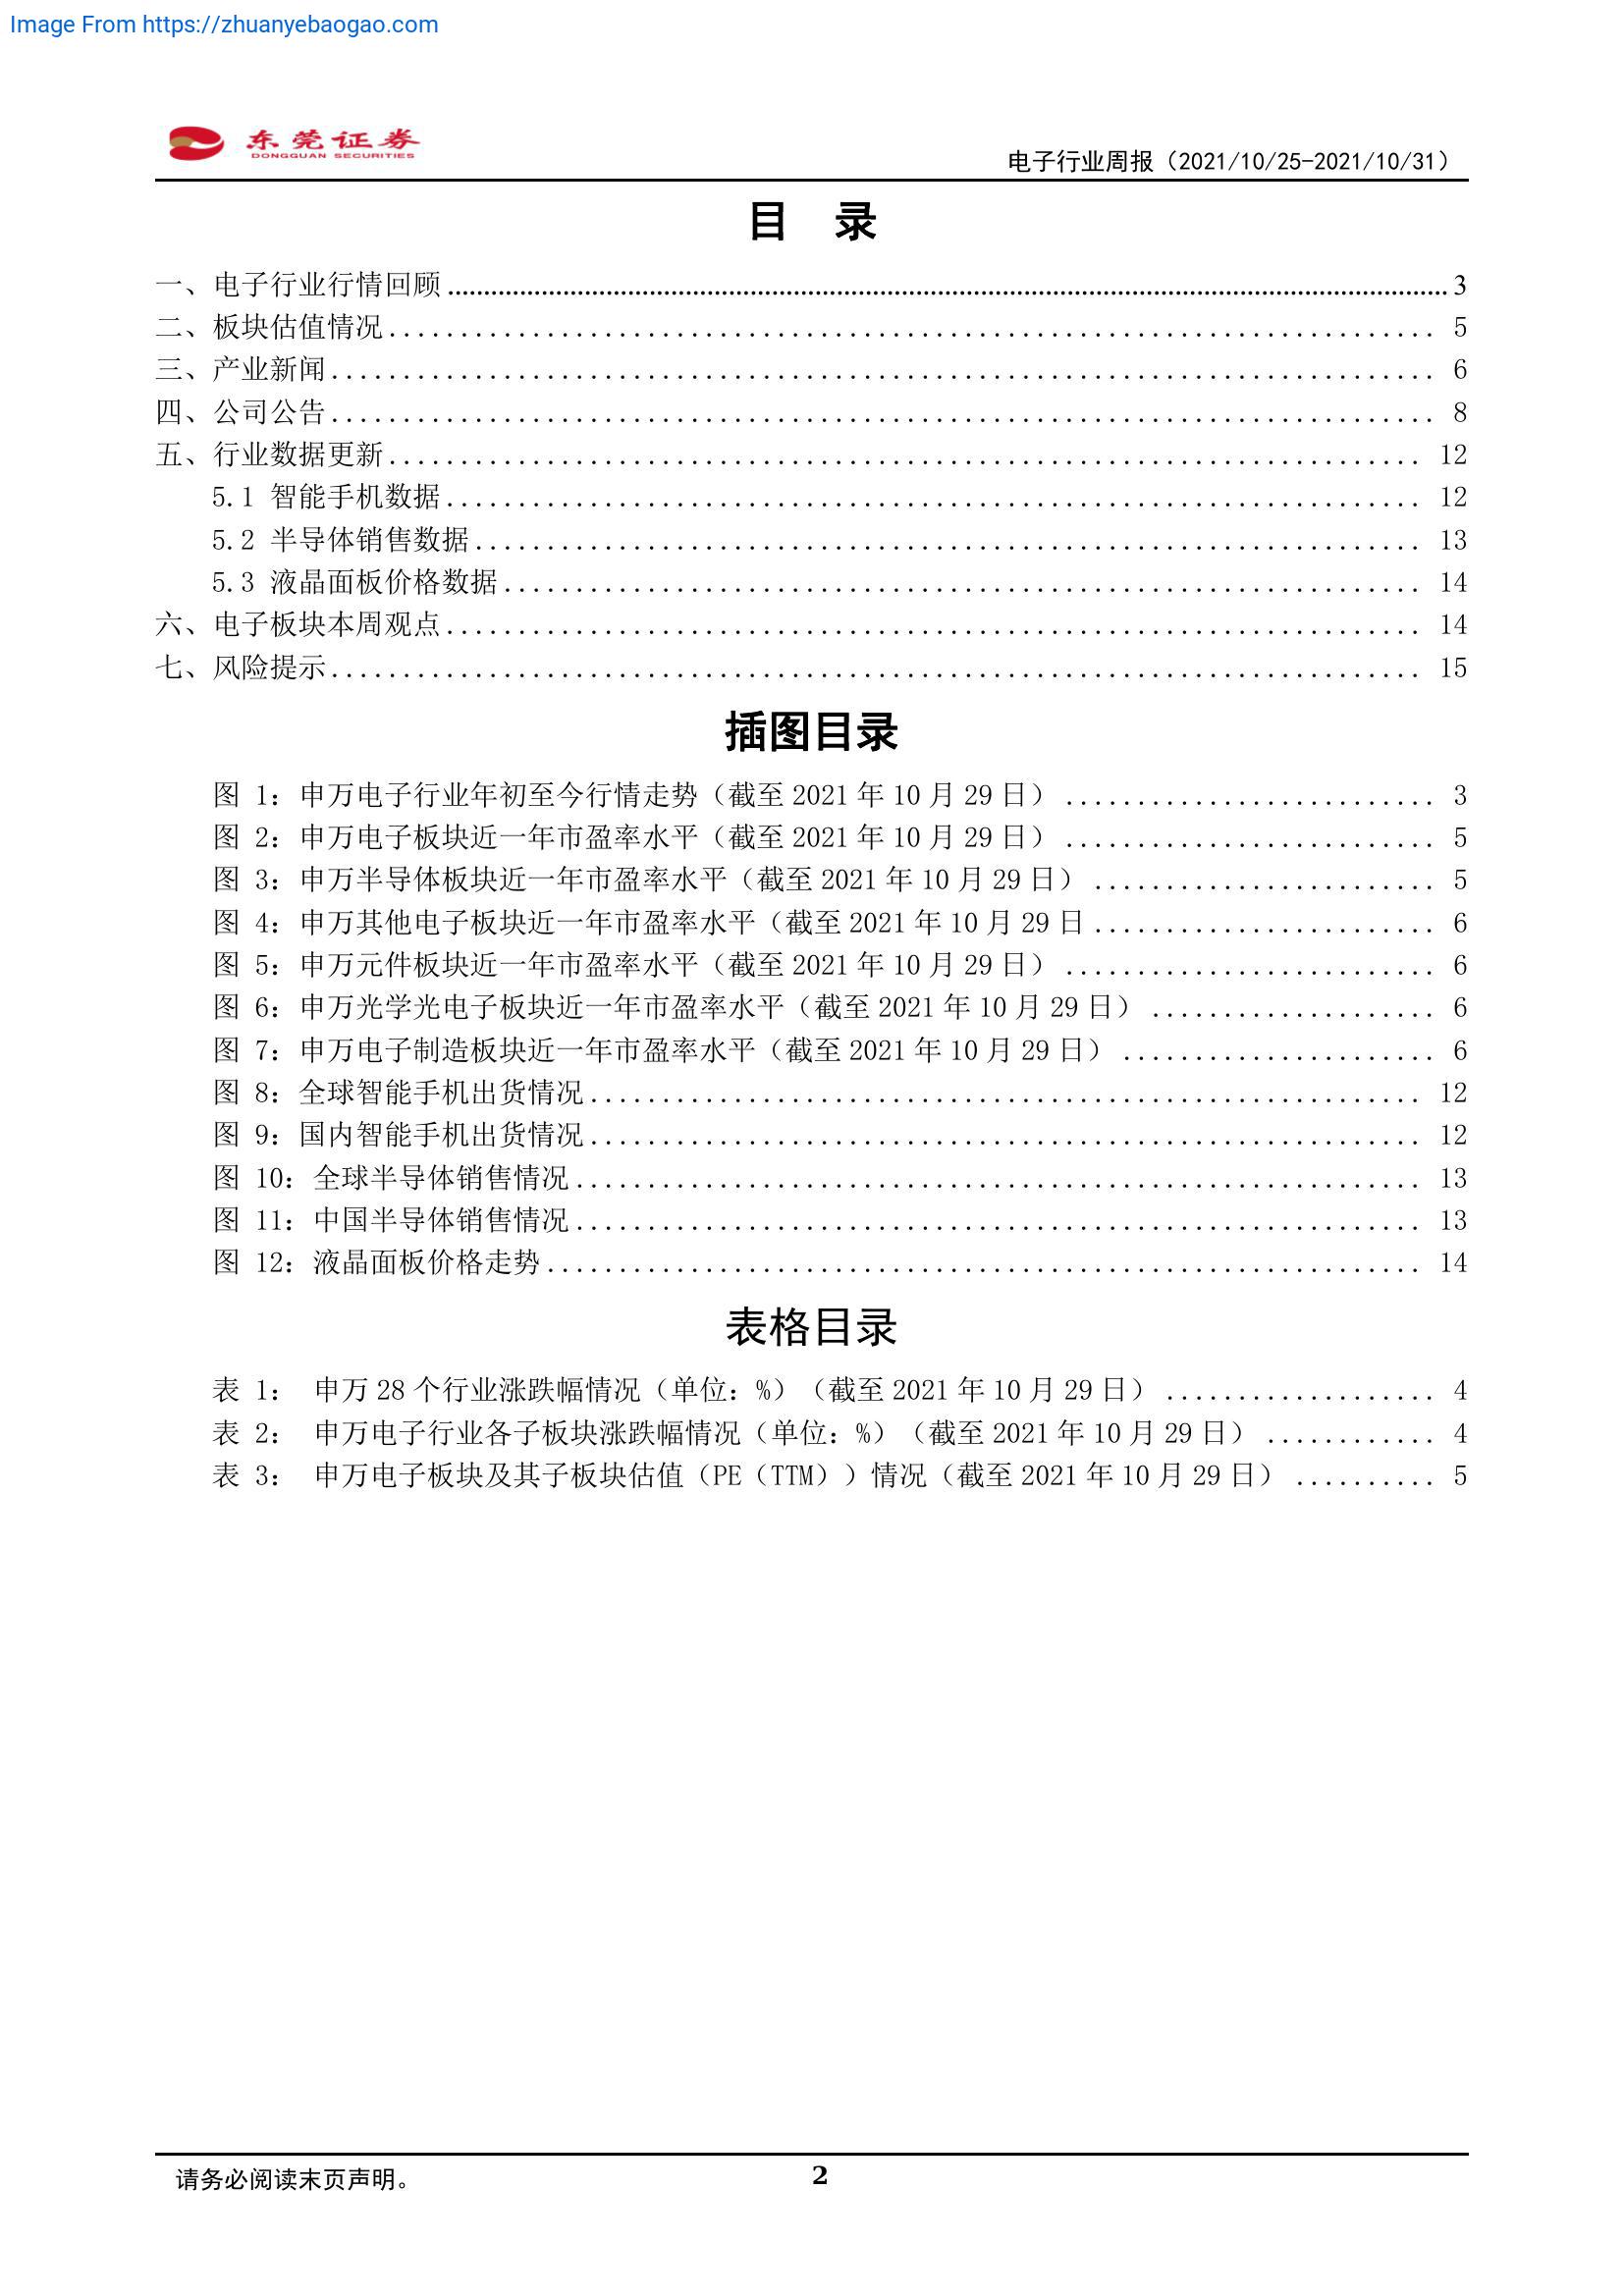 Image From https://zhuanyebaogao.com
东莞证券
DONGGUAN SECURITIES
电子行业周报（2021/10/25-2021/10/31）
目 录
一、电子行业行情回顾 ........................................ 3
二、板块估值情况 ........................................ 5
三、产业新闻 ........................................ 6
四、公司公告 ........................................ 8
五、行业数据更新 ........................................ 12
5.1 智能手机数据 ........................................ 12
5.2 半导体销售数据 ........................................ 13
5.3 液晶面板价格数据 ........................................ 14
六、电子板块本周观点 ........................................ 14
七、风险提示 ........................................ 15
插图目录
图 1：申万电子行业年初至今行情走势（截至 2021 年 10 月 29 日） .......................... 3
图 2：申万电子板块近一年市盈率水平（截至 2021 年 10 月 29 日） .......................... 5
图 3：申万半导体板块近一年市盈率水平（截至 2021 年 10 月 29 日） ........................ 5
图 4：申万其他电子板块近一年市盈率水平（截至 2021 年 10 月 29 日 ........................ 6
图 5：申万元件板块近一年市盈率水平（截至 2021 年 10 月 29 日） .......................... 6
图 6：申万光学光电子板块近一年市盈率水平（截至 2021 年 10 月 29 日） .................... 6
图 7：申万电子制造板块近一年市盈率水平（截至 2021 年 10 月 29 日） ...................... 6
图 8：全球智能手机出货情况 ........................................ 12
图 9：国内智能手机出货情况 ........................................ 12
图 10：全球半导体销售情况 ........................................ 13
图 11：中国半导体销售情况 ........................................ 13
图 12：液晶面板价格走势 ........................................ 14
表格目录
表 1： 申万 28 个行业涨跌幅情况（单位：%）（截至 2021 年 10 月 29 日） ................... 4
表 2： 申万电子行业各子板块涨跌幅情况（单位：%）（截至 2021 年 10 月 29 日） ............ 4
表 3： 申万电子板块及其子板块估值（PE（TTM））情况（截至 2021 年 10 月 29 日） .......... 5
请务必阅读末页声明。
2